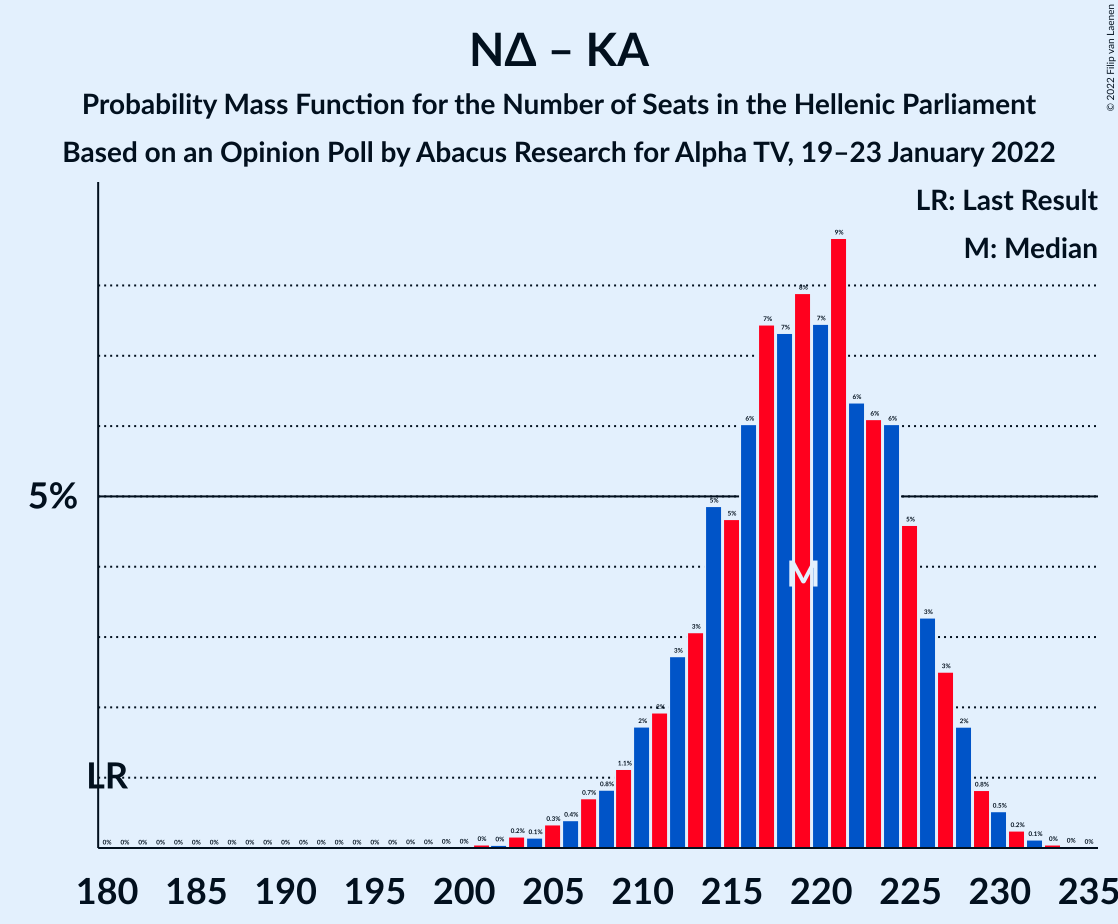 ΝΔ – ΚΑ
Probability Mass Function for the Number of Seats in the Hellenic Parliament
Based on an Opinion Poll by Abacus Research for Alpha TV, 19–23 January 2022
© 2022 Filip van Laenen
LR: Last Result
M: Median
5%
LR
M
0% 0% 0% 0% 0% 0% 0% 0% 0% 0% 0% 0% 0% 0% 0% 0% 0% 0% 0% 0% 0% 0% 0% 0.2% 0.1% 0.3% 0.4% 0.7% 0.8% 1.1% 2% 2% 3% 3% 5% 5% 6% 7% 7% 8% 7% 9% 6% 6% 6% 5% 3% 3% 2% 0.8% 0.5% 0.2% 0.1% 0% 0% 0%
180 185 190 195 200 205 210 215 220 225 230 235